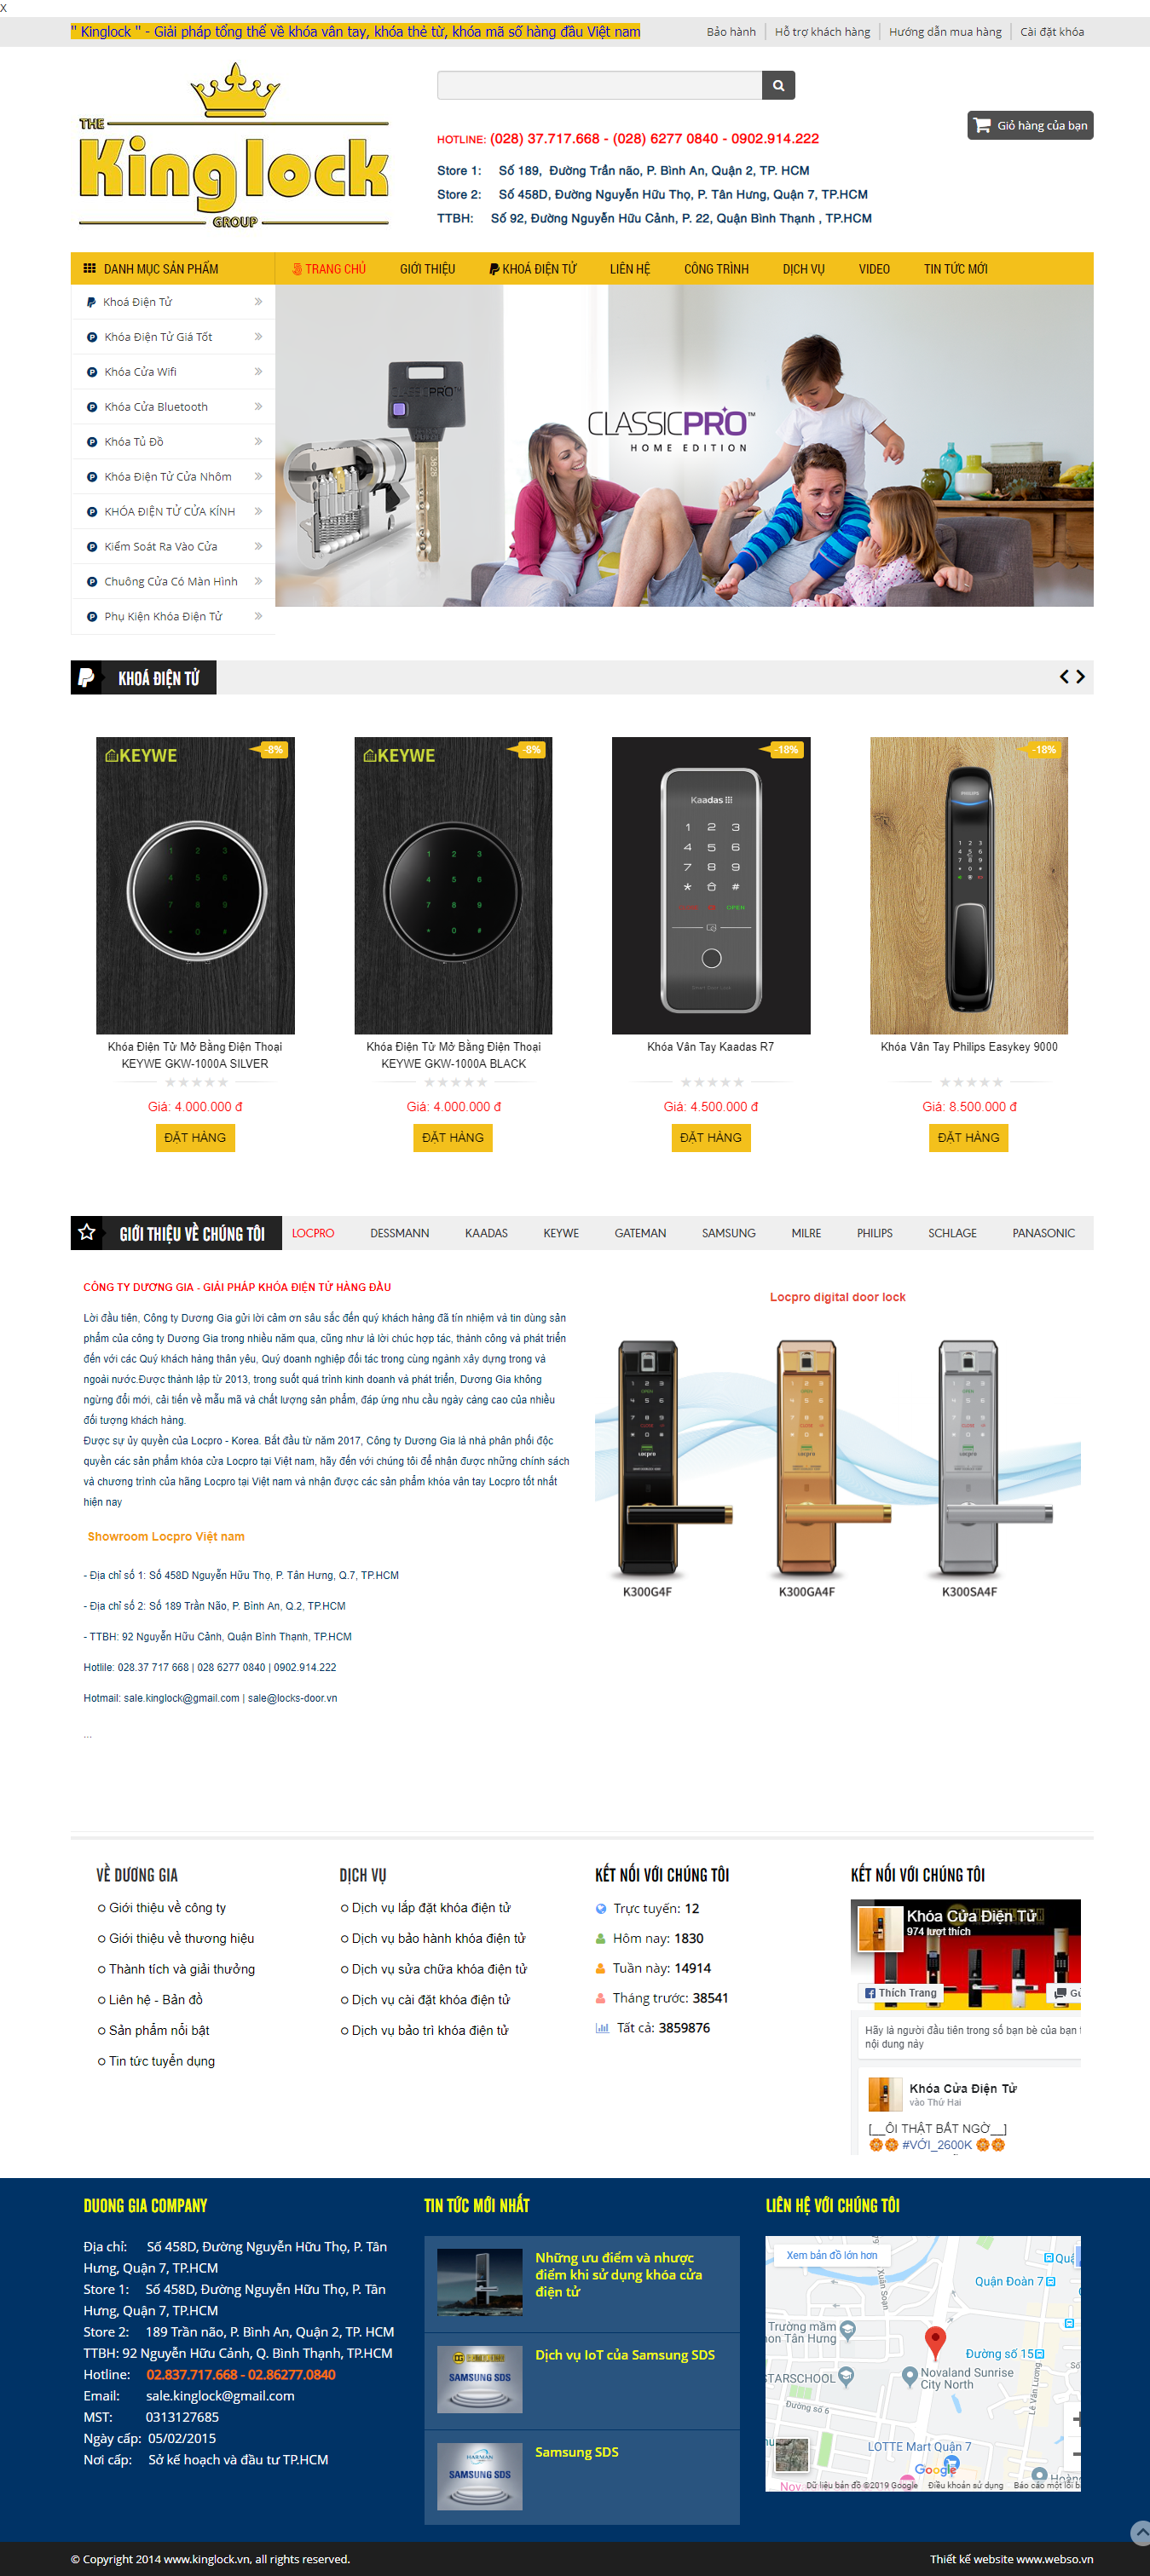 X
" Kinglock " - Giải pháp tổng thể về khóa vân tay, khóa thẻ từ, khóa mã số hàng đầu Việt nam
Bảo hành
Hỗ trợ khách hàng
Hướng dẫn mua hàng
Cài đặt khóa
THE
Kinglock
GROUP
HOTLINE: (028) 37.717.668 - (028) 6277 0840 - 0902.914.222
Giỏ hàng của bạn
Store 1: Số 189, Đường Trần não, P. Bình An, Quận 2, TP. HCM
Store 2: Số 458D, Đường Nguyễn Hữu Thọ, P. Tân Hưng, Quận 7, TP.HCM
TTBH: Số 92, Đường Nguyễn Hữu Cảnh, P. 22, Quận Bình Thạnh , TP.HCM
DANH MỤC SẢN PHẨM
TRANG CHỦ
GIỚI THIỆU
KHOÁ ĐIỆN TỬ
LIÊN HỆ
CÔNG TRÌNH
DỊCH VỤ
VIDEO
TIN TỨC MỚI
Khoá Điện Tử
Khóa Điện Tử Giá Tốt
Khóa Cửa Wifi
Khóa Cửa Bluetooth
Khóa Tủ Đồ
Khóa Điện Tử Cửa Nhôm
KHÓA ĐIỆN TỬ CỬA KÍNH
Kiểm Soát Ra Vào Cửa
Chuông Cửa Có Màn Hình
Phụ Kiện Khóa Điện Tử
CLASSICPRO™
CLASSICPRO™
HOME EDITION
KHOÁ ĐIỆN TỬ
KEYWE
-8%
KEYWE
-8%
Kaadas
-18%
PHILIPS
-18%
Khóa Điện Tử Mở Bằng Điện Thoại
KEYWE GKW-1000A SILVER
Giá: 4.000.000 đ
ĐẶT HÀNG
Khóa Điện Tử Mở Bằng Điện Thoại
KEYWE GKW-1000A BLACK
Giá: 4.000.000 đ
ĐẶT HÀNG
Khóa Vân Tay Kaadas R7
Giá: 4.500.000 đ
ĐẶT HÀNG
Khóa Vân Tay Philips Easykey 9000
Giá: 8.500.000 đ
ĐẶT HÀNG
GIỚI THIỆU VỀ CHÚNG TÔI
LOCPRO
DESSMANN
KAADAS
KEYWE
GATEMAN
SAMSUNG
MILRE
PHILIPS
SCHLAGE
PANASONIC
CÔNG TY DƯƠNG GIA - GIẢI PHÁP KHÓA ĐIỆN TỬ HÀNG ĐẦU
Lời đầu tiên, Công ty Dương Gia gửi lời cảm ơn sâu sắc đến quý khách hàng đã tín nhiệm và tin dùng sản
phẩm của công ty Dương Gia trong nhiều năm qua, cũng như là lời chúc hợp tác, thành công và phát triển
đến với các Quý khách hàng thân yêu, Quý doanh nghiệp đối tác trong cùng ngành xây dựng trong và
ngoài nước.Được thành lập từ 2013, trong suốt quá trình kinh doanh và phát triển, Dương Gia không
ngừng đổi mới, cải tiến về mẫu mã và chất lượng sản phẩm, đáp ứng nhu cầu ngày càng cao của nhiều
đối tượng khách hàng.
Được sự ủy quyền của Locpro - Korea. Bắt đầu từ năm 2017, Công ty Dương Gia là nhà phân phối độc
quyền các sản phẩm khóa cửa Locpro tại Việt nam, hãy đến với chúng tôi để nhận được những chính sách
và chương trình của hãng Locpro tại Việt nam và nhận được các sản phẩm khóa vân tay Locpro tốt nhất
hiện nay
Showroom Locpro Việt nam
- Địa chỉ số 1: Số 458D Nguyễn Hữu Thọ, P. Tân Hưng, Q.7, TP.HCM
- Địa chỉ số 2: Số 189 Trần Não, P. Bình An, Q.2, TP.HCM
- TTBH: 92 Nguyễn Hữu Cảnh, Quận Bình Thạnh, TP.HCM
Hotlile: 028.37 717 668 | 028 6277 0840 | 0902.914.222
Hotmail: sale.kinglock@gmail.com | sale@locks-door.vn
...
Locpro digital door lock
K300G4F
K300GA4F
K300SA4F
VỀ DƯƠNG GIA
Giới thiệu về công ty
Giới thiệu về thương hiệu
Thành tích và giải thưởng
Liên hệ - Bản đồ
Sản phẩm nổi bật
Tin tức tuyển dụng
DỊCH VỤ
Dịch vụ lắp đặt khóa điện tử
Dịch vụ bảo hành khóa điện tử
Dịch vụ sửa chữa khóa điện tử
Dịch vụ cài đặt khóa điện tử
Dịch vụ bảo trì khóa điện tử
KẾT NỐI VỚI CHÚNG TÔI
Trực tuyến: 12
Hôm nay: 1830
Tuần này: 14914
Tháng trước: 38541
Tất cả: 3859876
KẾT NỐI VỚI CHÚNG TÔI
Khóa Cửa Điện Tử
974 lượt thích
Thích Trang
Hãy là người đầu tiên trong số bạn bè của bạn
nội dung này
Khóa Cửa Điện Tử
vào Thứ Hai
[__ÔI THẬT BẤT NGỜ__]
#VỚI_2600K
DUONG GIA COMPANY
Địa chỉ: Số 458D, Đường Nguyễn Hữu Thọ, P. Tân
Hưng, Quận 7, TP.HCM
Store 1: Số 458D, Đường Nguyễn Hữu Thọ, P. Tân
Hưng, Quận 7, TP.HCM
Store 2: 189 Trần não, P. Bình An, Quận 2, TP. HCM
TTBH: 92 Nguyễn Hữu Cảnh, Q. Bình Thạnh, TP.HCM
Hotline: 02.837.717.668 - 02.86277.0840
Email: sale.kinglock@gmail.com
MST: 0313127685
Ngày cấp: 05/02/2015
Nơi cấp: Sở kế hoạch và đầu tư TP.HCM
TIN TỨC MỚI NHẤT
Những ưu điểm và nhược
điểm khi sử dụng khóa cửa
điện tử
SAMSUNG SDS
Dịch vụ IoT của Samsung SDS
HARMAN
SAMSUNG SDS
Samsung SDS
LIÊN HỆ VỚI CHÚNG TÔI
Xem bản đồ lớn hơn
Quận Đoàn 7
Trường mầm
non Tân Hưng
Đường số 15
STARSCHOOL
Novaland Sunrise
City North
Đường số 6
Lê Văn Lương
LOTTE Mart Quận 7
Google
Dữ liệu bản đồ ©2019 Google
Điều khoản sử dụng
Báo cáo một lỗi
© Copyright 2014 www.kinglock.vn, all rights reserved.
Thiết kế website www.webso.vn